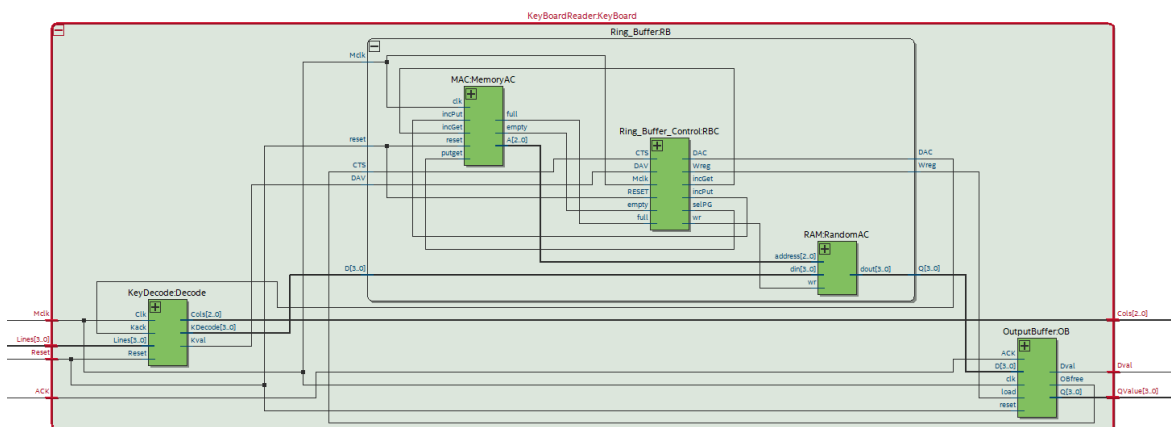 KeyBoardReader:KeyBoard
Ring_Buffer:RB
Mclk
MAC:MemoryAC
clk
incPut
incGet
reset
putget
full
empty
A[2..0]
reset
CTS
DAV
Ring_Buffer_Control:RBC
CTS
DAV
Mclk
RESET
empty
full
DAC
Wreg
incGet
incPut
selPG
wr
DAC
Wreg
RAM:RandomAC
address[2..0]
din[3..0]
wr
dout[3..0]
Q[3..0]
D[3..0]
KeyDecode:Decode
Clk
Kack
Lines[3..0]
Reset
Cols[2..0]
KDecode[3..0]
Kval
Mclk
Lines[3..0]
Reset
ACK
OutputBuffer:OB
ACK
D[3..0]
clk
load
reset
Dval
OBfree
Q[3..0]
Cols[2..0]
Dval
QValue[3..0]